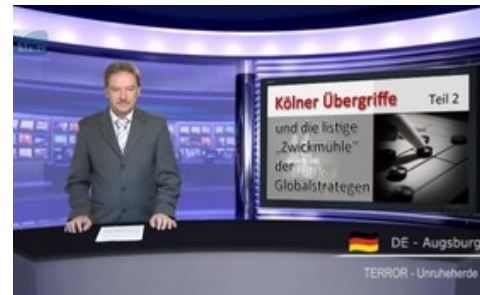 Kölner Übergriffe Teil 2
und die listige
„Zwickmühle"
der
Globalstrategen
DE - Augsburg
TERROR - Unruheherde